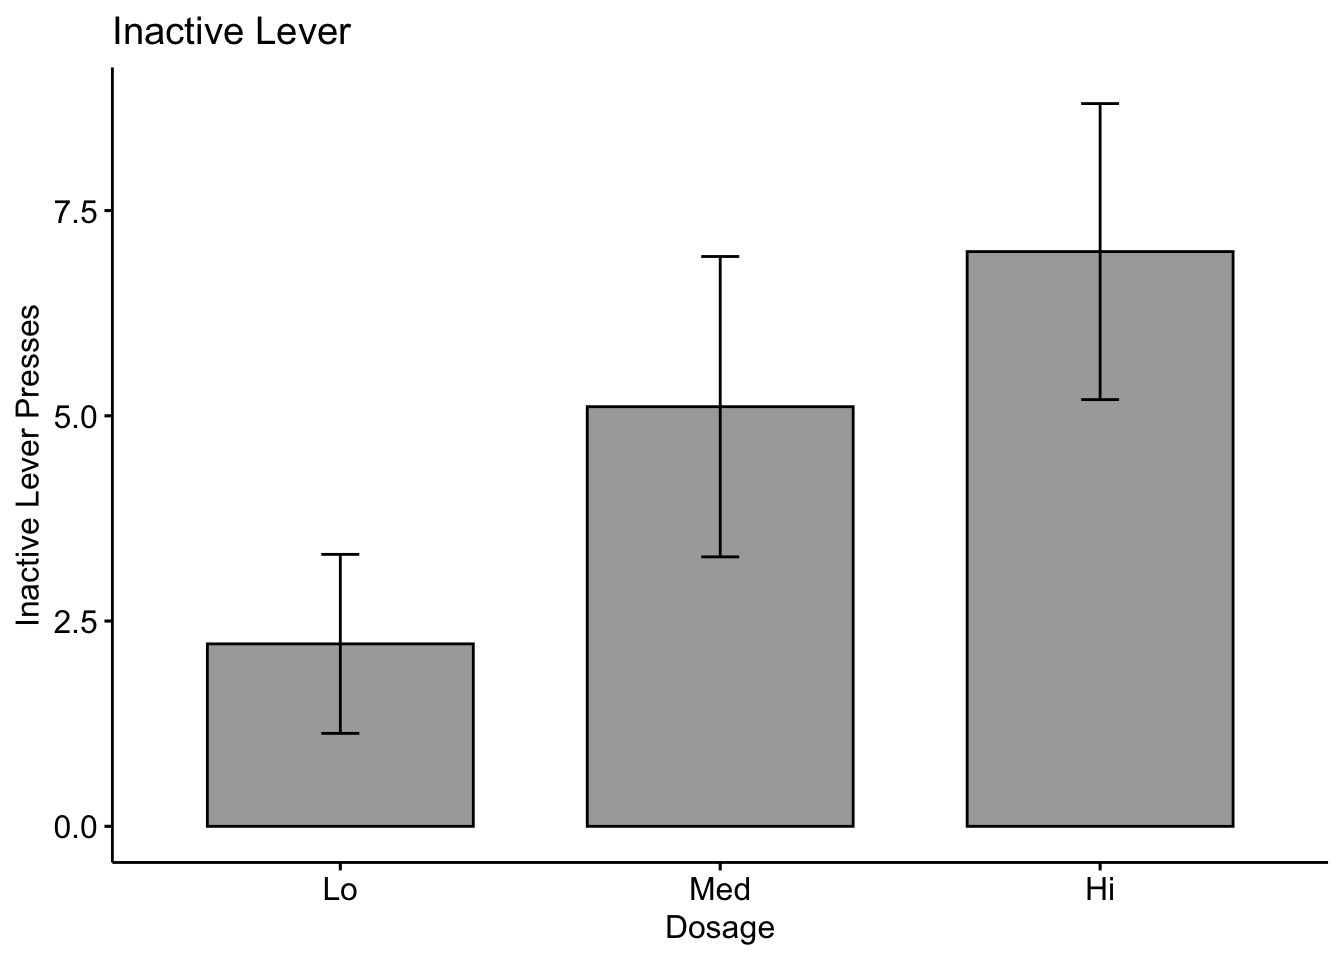 Inactive Lever
Inactive Lever Presses
7.5
5.0
2.5
0.0
Lo Med Hi
Dosage